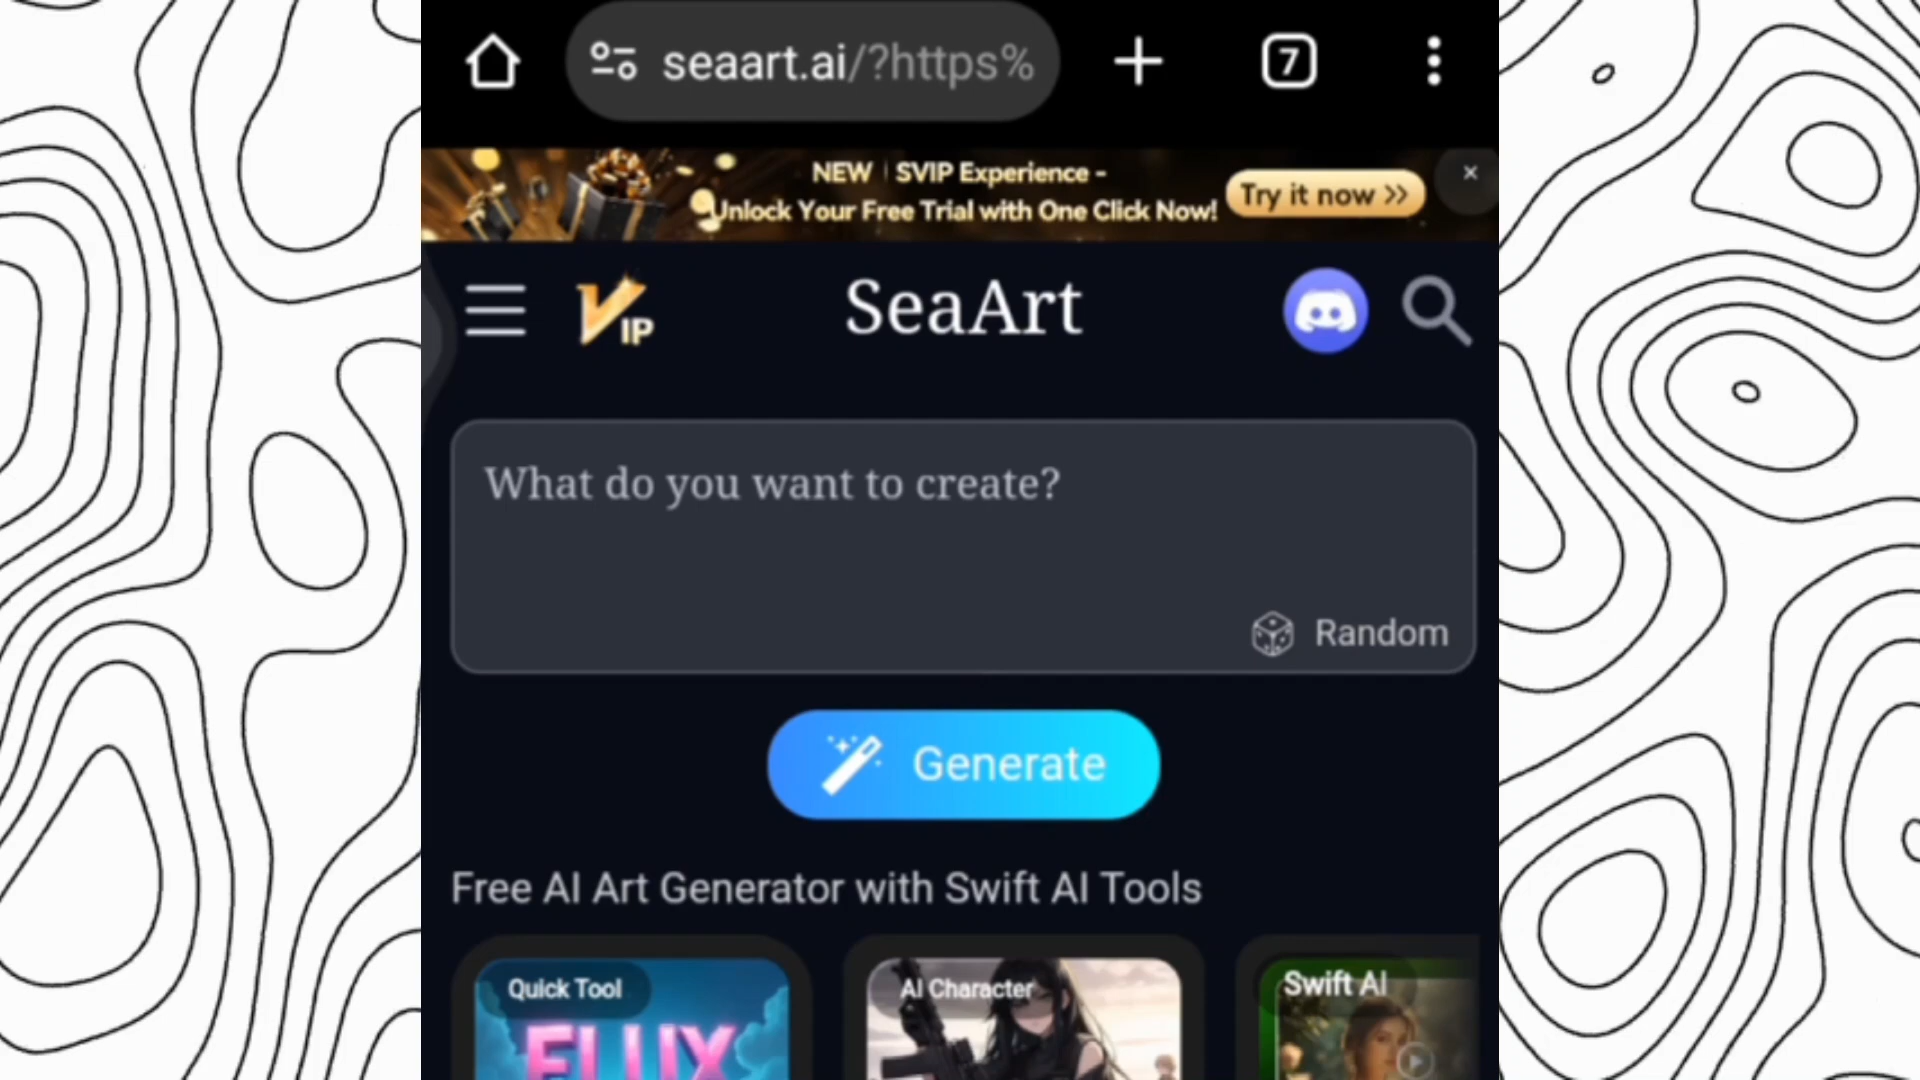 seaart.ai/?https%
7
NEW | SVIP Experience -
Unlock Your Free Trial with One Click Now!
Try it now >>
VIP
SeaArt
What do you want to create?
Random
Generate
Free AI Art Generator with Swift AI Tools
Quick Tool
AI Character
Swift AI
FLUX